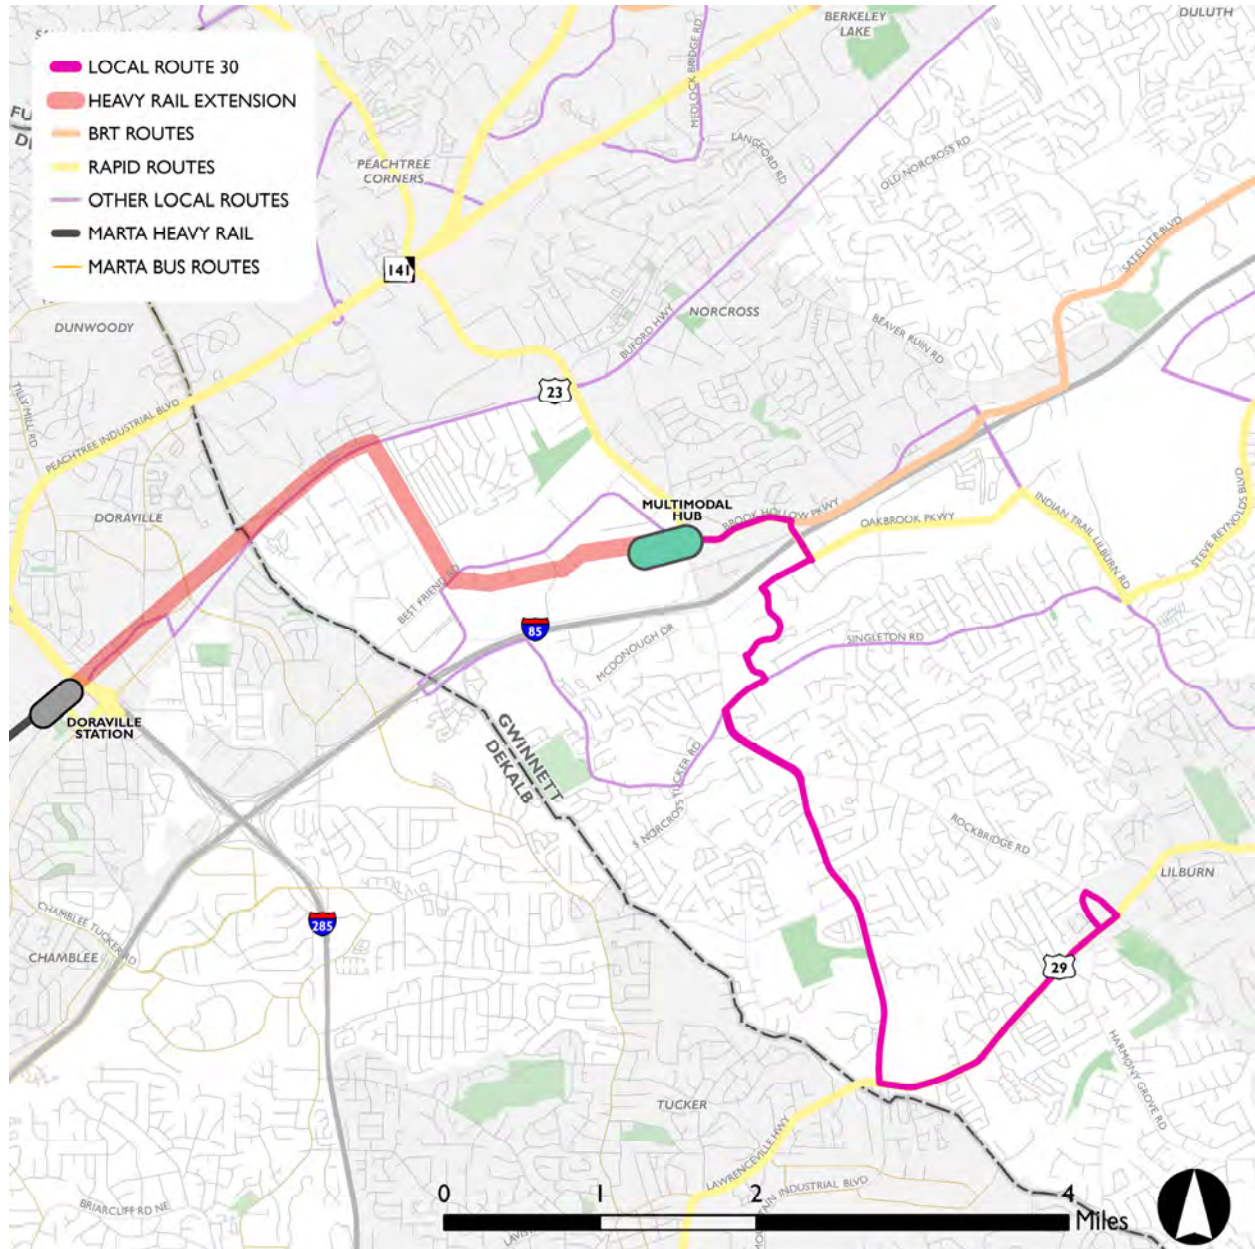 BERKELEY
LAKE
DULUTH
LOCAL ROUTE 30
HEAVY RAIL EXTENSION
BRT ROUTES
RAPID ROUTES
OTHER LOCAL ROUTES
MARTA HEAVY RAIL
MARTA BUS ROUTES
MEDLOCK BRIDGE RD
LANGFORD RD
OLD NORCROSS RD
PEACHTREE
CORNERS
SATELLITE BLVD
141
DUNWOODY
NORCROSS
BUFORD HWY
BEAVER RUIN RD
TILLY MILL RD
PEACHTREE INDUSTRIAL BLVD
23
DORAVILLE
MULTIMODAL
HUB
BROOK HOLLOW PKWY
OAKBROOK PKWY
INDIAN TRAIL LILBURN RD
STEVE REYNOLDS BLVD
BEST FRIEND RD
85
MCDONOUGH DR
SINGLETON RD
DORAVILLE
STATION
GWINNETT
DEKALB
S NORCROSS TUCKER RD
ROCKBRIDGE RD
LILBURN
285
CHAMBLEE TUCKER RD
CHAMBLEE
29
HARMONY GROVE RD
TUCKER
LAWRENCEVILLE HWY
INDUSTRIAL BLVD
BRIARCLIFF RD NE
0
1
2
4
Miles